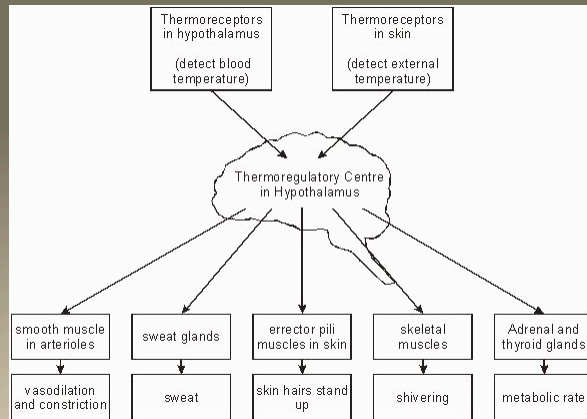 Thermoreceptors
in hypothalamus
(detect blood
temperature)
Thermoreceptors
in skin
(detect external
temperature)
Thermoregulatory Centre
in Hypothalamus
smooth muscle
in arterioles
sweat glands
errector pili
muscles in skin
skeletal
muscles
Adrenal and
thyroid glands
vasodilation
and constriction
sweat
skin hairs stand
up
shivering
metabolic rate